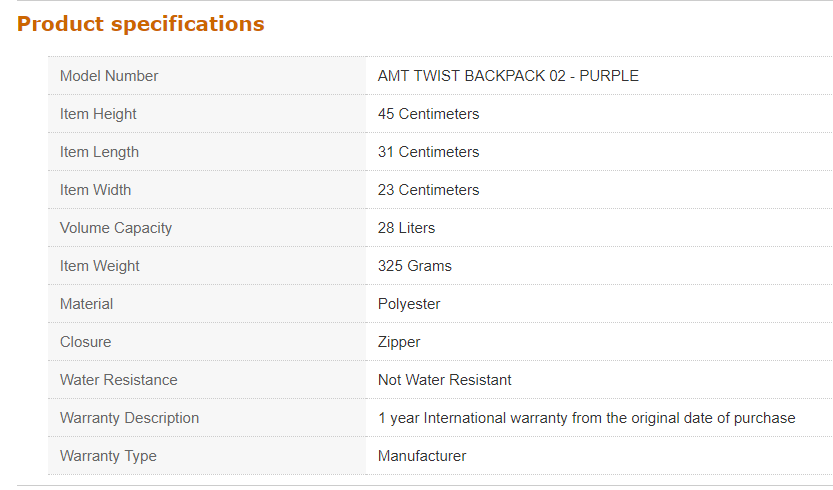 Product specifications
Model Number AMT TWIST BACKPACK 02 - PURPLE
Item Height 45 Centimeters
Item Length 31 Centimeters
Item Width 23 Centimeters
Volume Capacity 28 Liters
Item Weight 325 Grams
Material Polyester
Closure Zipper
Water Resistance Not Water Resistant
Warranty Description 1 year International warranty from the original date of purchase
Warranty Type Manufacturer